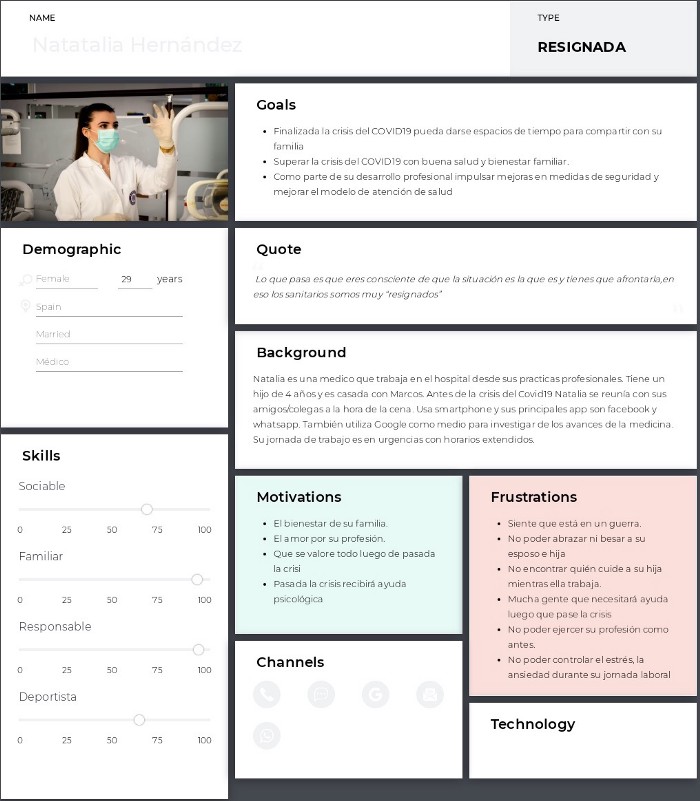 NAME
Natatalia Hernández
TYPE
RESIGNADA
Goals
Finalizada la crisis del COVID19 pueda darse espacios de tiempo para compartir con su
familia
Superar la crisis del COVID19 con buena salud y bienestar familiar.
Como parte de su desarrollo profesional impulsar mejoras en medidas de seguridad y
mejorar el modelo de atención de salud
Demographic
Female 29 years
Spain
Married
Médico
Quote
Lo que pasa es que eres consciente de que la situación es la que es y tienes que afrontarla,en
eso los sanitarios somos muy “resignados”
Background
Natalia es una medico que trabaja en el hospital desde sus practicas profesionales. Tiene un
hijo de 4 años y es casada con Marcos. Antes de la crisis del Covid19 Natalia se reunía con sus
amigos/colegas a la hora de la cena. Usa smartphone y sus principales app son facebook y
whatsapp. También utiliza Google como medio para investigar de los avances de la medicina.
Su jornada de trabajo es en urgencias con horarios extendidos.
Skills
Sociable
0 25 50 75 100
Familiar
0 25 50 75 100
Responsable
0 25 50 75 100
Deportista
0 25 50 75 100
Motivations
El bienestar de su familia.
El amor por su profesión.
Que se valore todo luego de pasada
la crisi
Pasada la crisis recibirá ayuda
psicológica
Frustrations
Siente que está en un guerra.
No poder abrazar ni besar a su
esposo e hija
No encontrar quién cuide a su hija
mientras ella trabaja.
Mucha gente que necesitará ayuda
luego que pase la crisis
No poder ejercer su profesión como
antes.
No poder controlar el estrés, la
ansiedad durante su jornada laboral
Channels
Technology